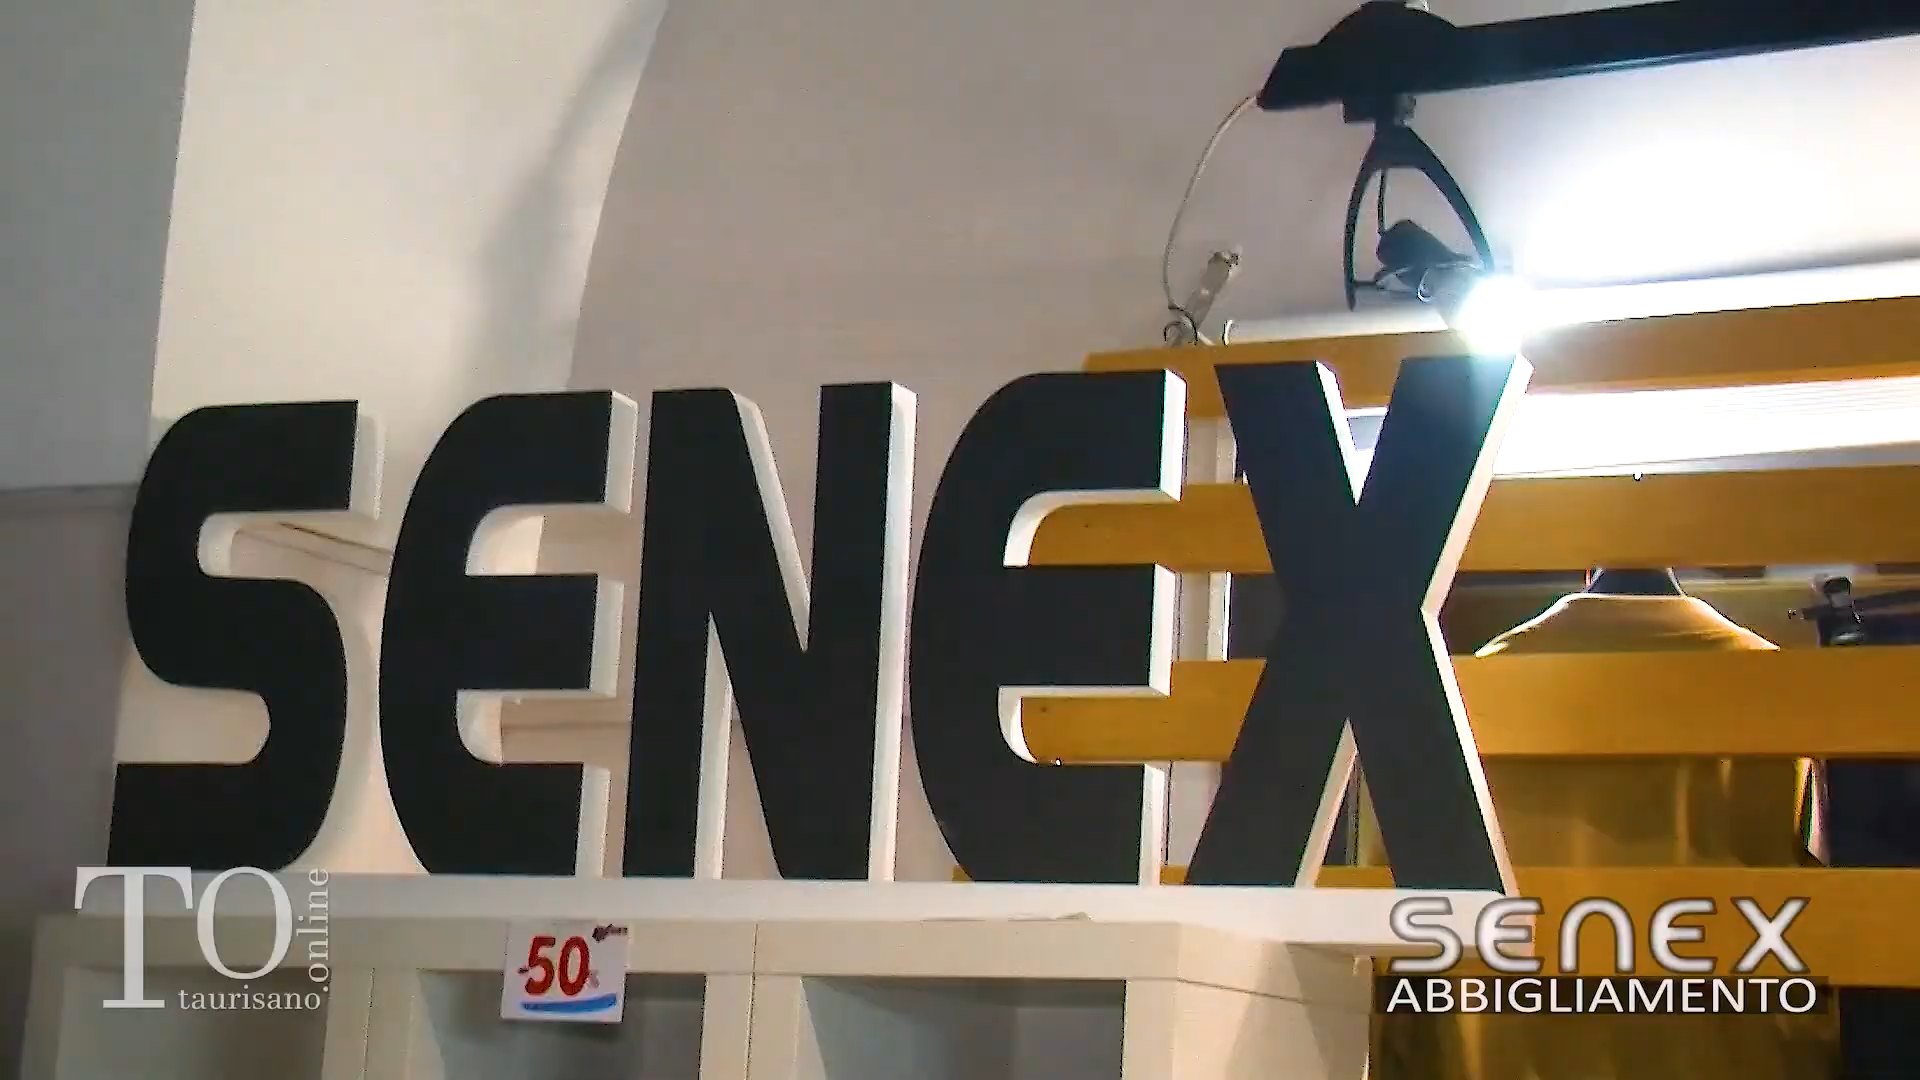 SENEX
-50%
TO
.online
taurisano
SENEX
ABBIGLIAMENTO